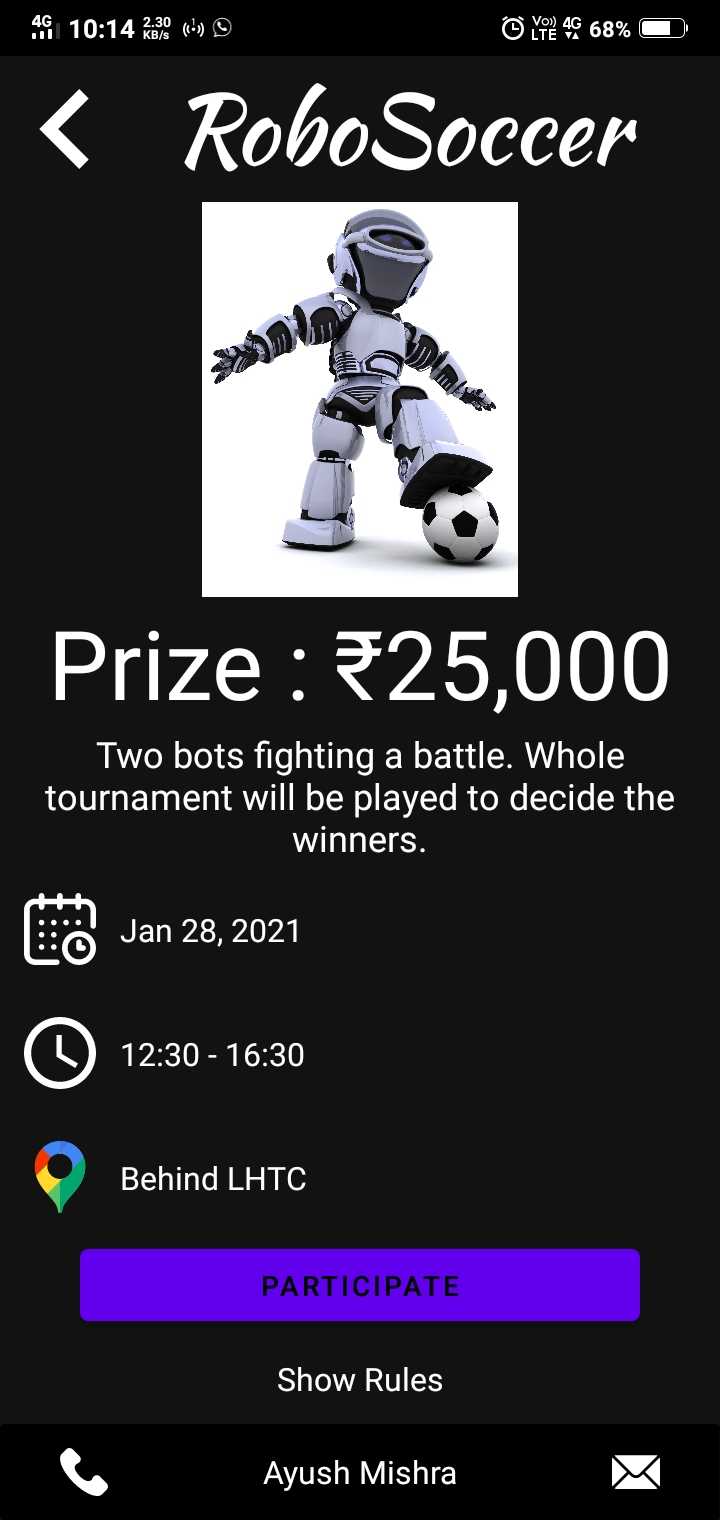 4G 10:14 2.30 KB/s Vo)) LTE 4G 68%
RoboSoccer
Prize : ₹25,000
Two bots fighting a battle. Whole
tournament will be played to decide the
winners.
Jan 28, 2021
12:30 - 16:30
Behind LHTC
PARTICIPATE
Show Rules
Ayush Mishra